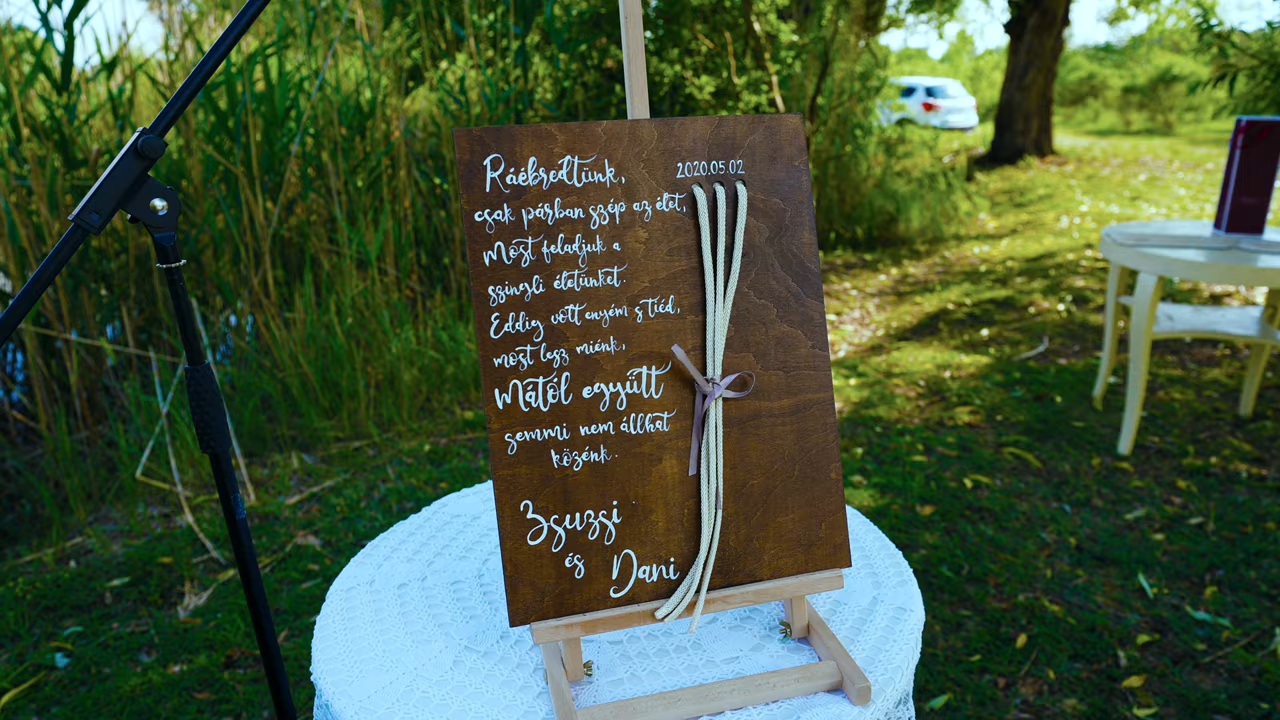 Ráébredtünk,
2020.05.02
csak párban szép az élet,
Most feladjuk a
szingli életünket.
Eddig volt enyém s tiéd,
most lesz miénk,
Mától együtt
semmi nem állhat
közénk.
Zsuzsi
és
Dani